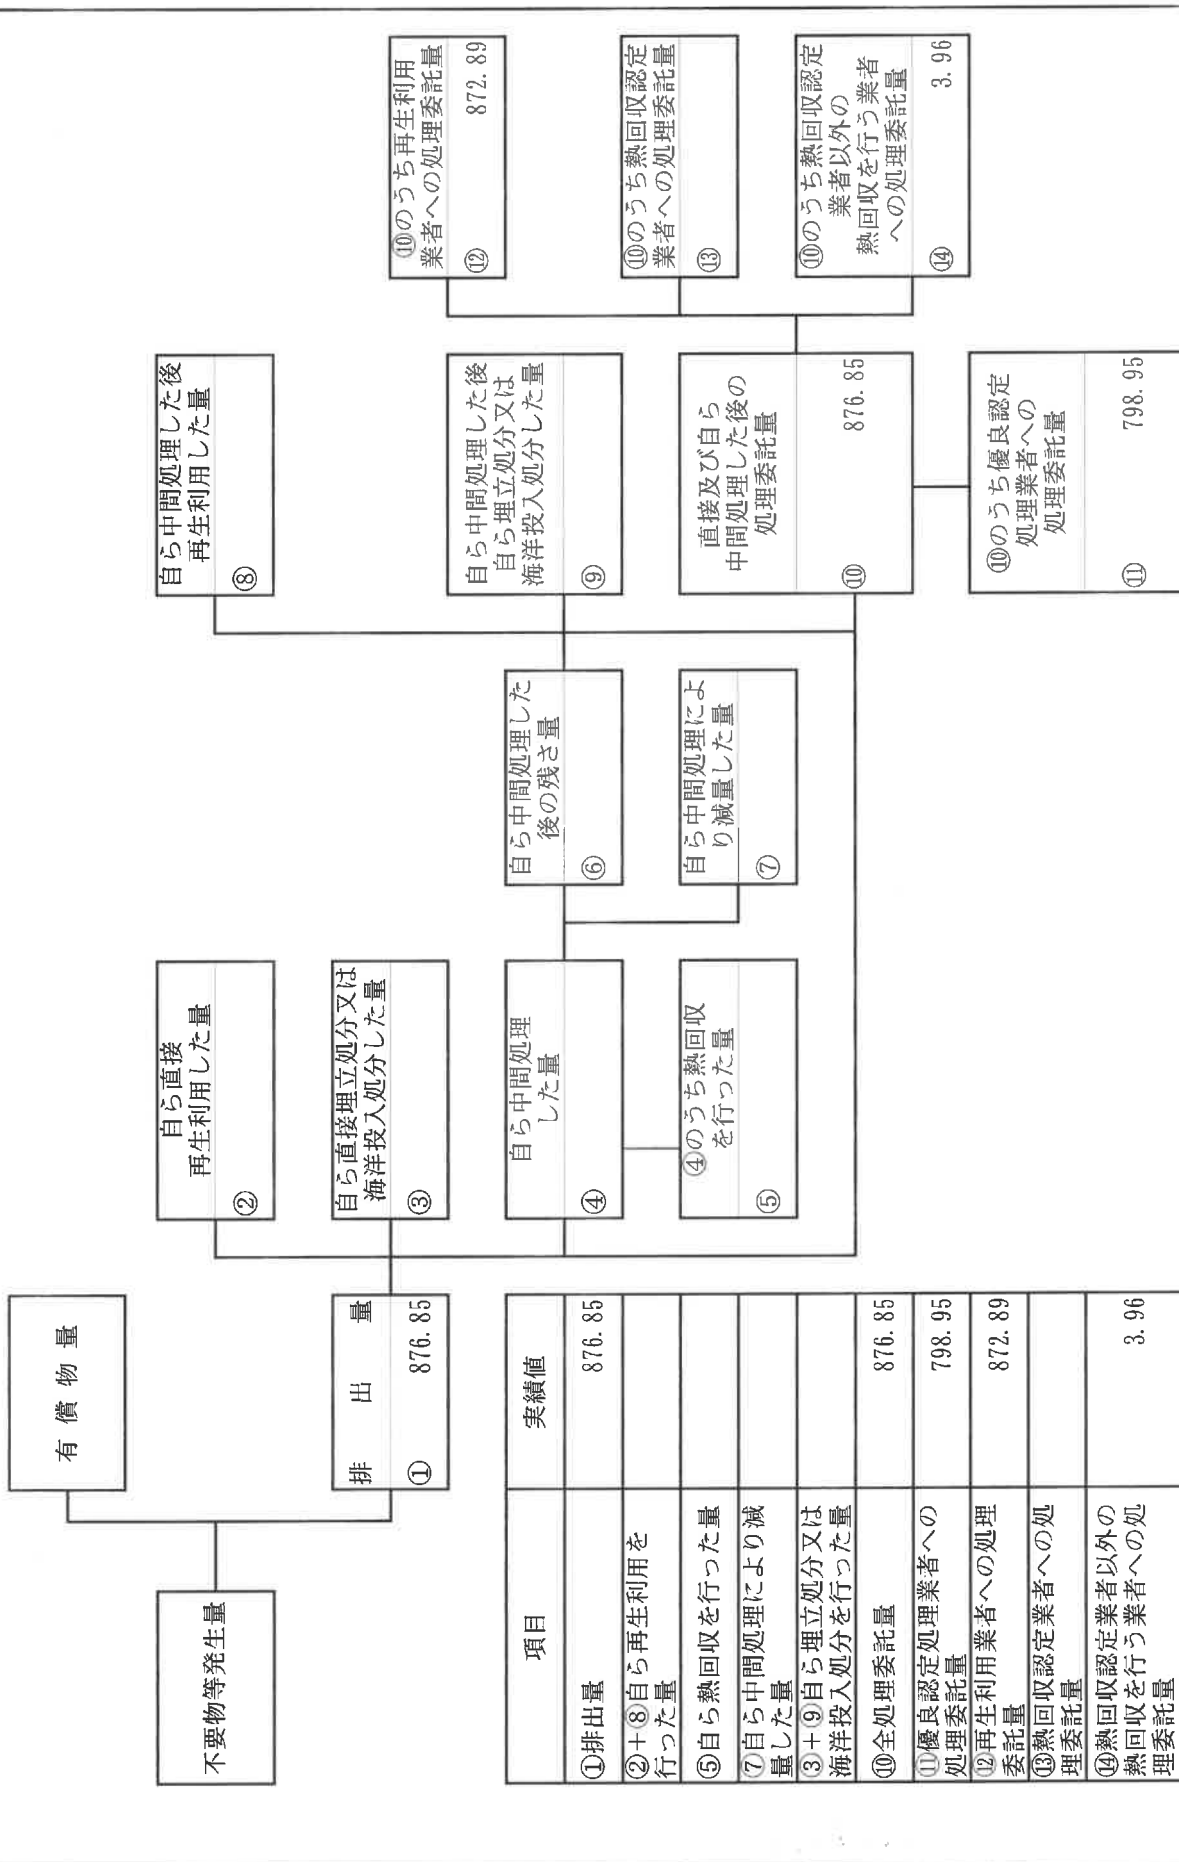 不要物等発生量
有償物量
排出量
① 876.85
自ら直接
再生利用した量
②
自ら直接埋立処分又は
海洋投入処分した量
③
自ら中間処理
した量
④
④のうち熱回収
を行った量
⑤
自ら中間処理した
後の残さ量
⑥
自ら中間処理によ
り減量した量
⑦
自ら中間処理した後
再生利用した量
⑧
自ら中間処理した後
自ら埋立処分又は
海洋投入処分した量
⑨
直接及び自ら
中間処理した後の
処理委託量
⑩ 876.85
⑩のうち優良認定
処理業者への
処理委託量
⑪ 798.95
⑩のうち再生利用
業者への処理委託量
⑫ 872.89
⑩のうち熱回収認定
業者への処理委託量
⑬
⑩のうち熱回収認定
業者以外の
熱回収を行う業者
への処理委託量
⑭ 3.96
項目 実績値
①排出量 876.85
②+⑧自ら再生利用を
行った量
⑤自ら熱回収を行った量
⑦自ら中間処理により減
量した量
③+⑨自ら埋立処分又は
海洋投入処分を行った量
⑩全処理委託量 876.85
⑪優良認定処理業者への
処理委託量 798.95
⑫再生利用業者への処理
委託量 872.89
⑬熱回収認定業者への処
理委託量
⑭熱回収認定業者以外の
熱回収を行う業者への処
理委託量 3.96